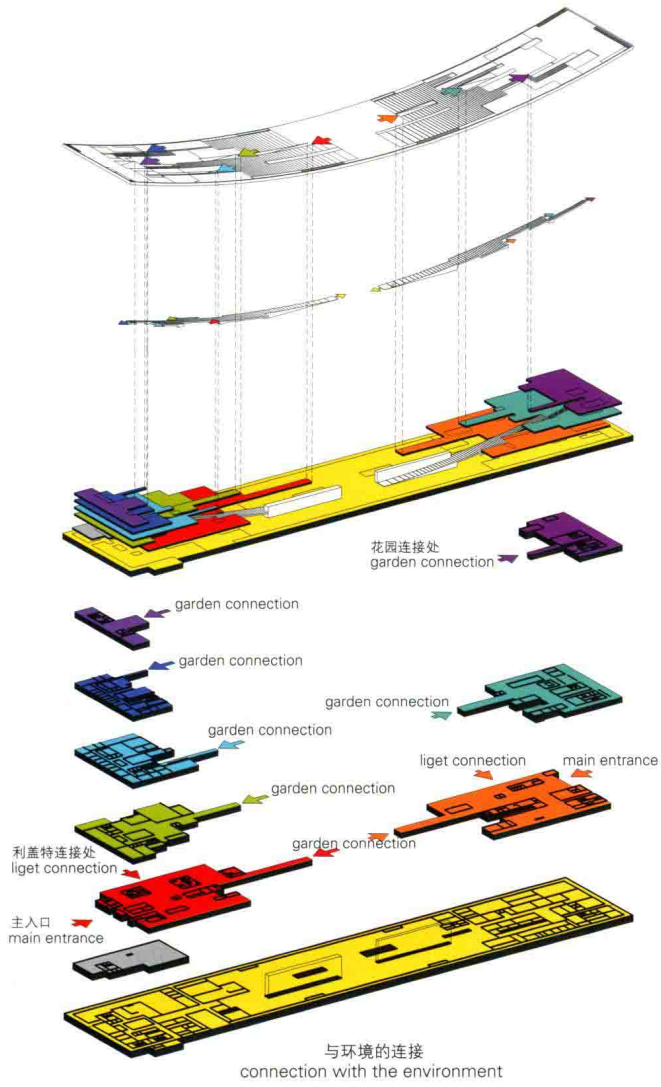 花园连接处
garden connection
garden connection
garden connection
garden connection
garden connection
liget connection
main entrance
garden connection
garden connection
利盖特连接处
liget connection
主入口
main entrance
与环境的连接
connection with the environment